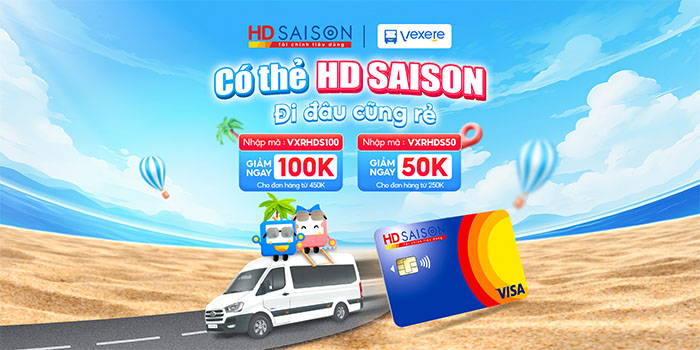 HD SAISON
Tài chính tiêu dùng
vexere
Có thẻ HD SAISON
Đi đâu cũng rẻ
Nhập mã : VXRHDS100
GIẢM NGAY 100K
Cho đơn hàng từ 450K
Nhập mã : VXRHDS50
GIẢM NGAY 50K
Cho đơn hàng từ 250K
HD SAISON
Tài chính tiêu dùng
VISA